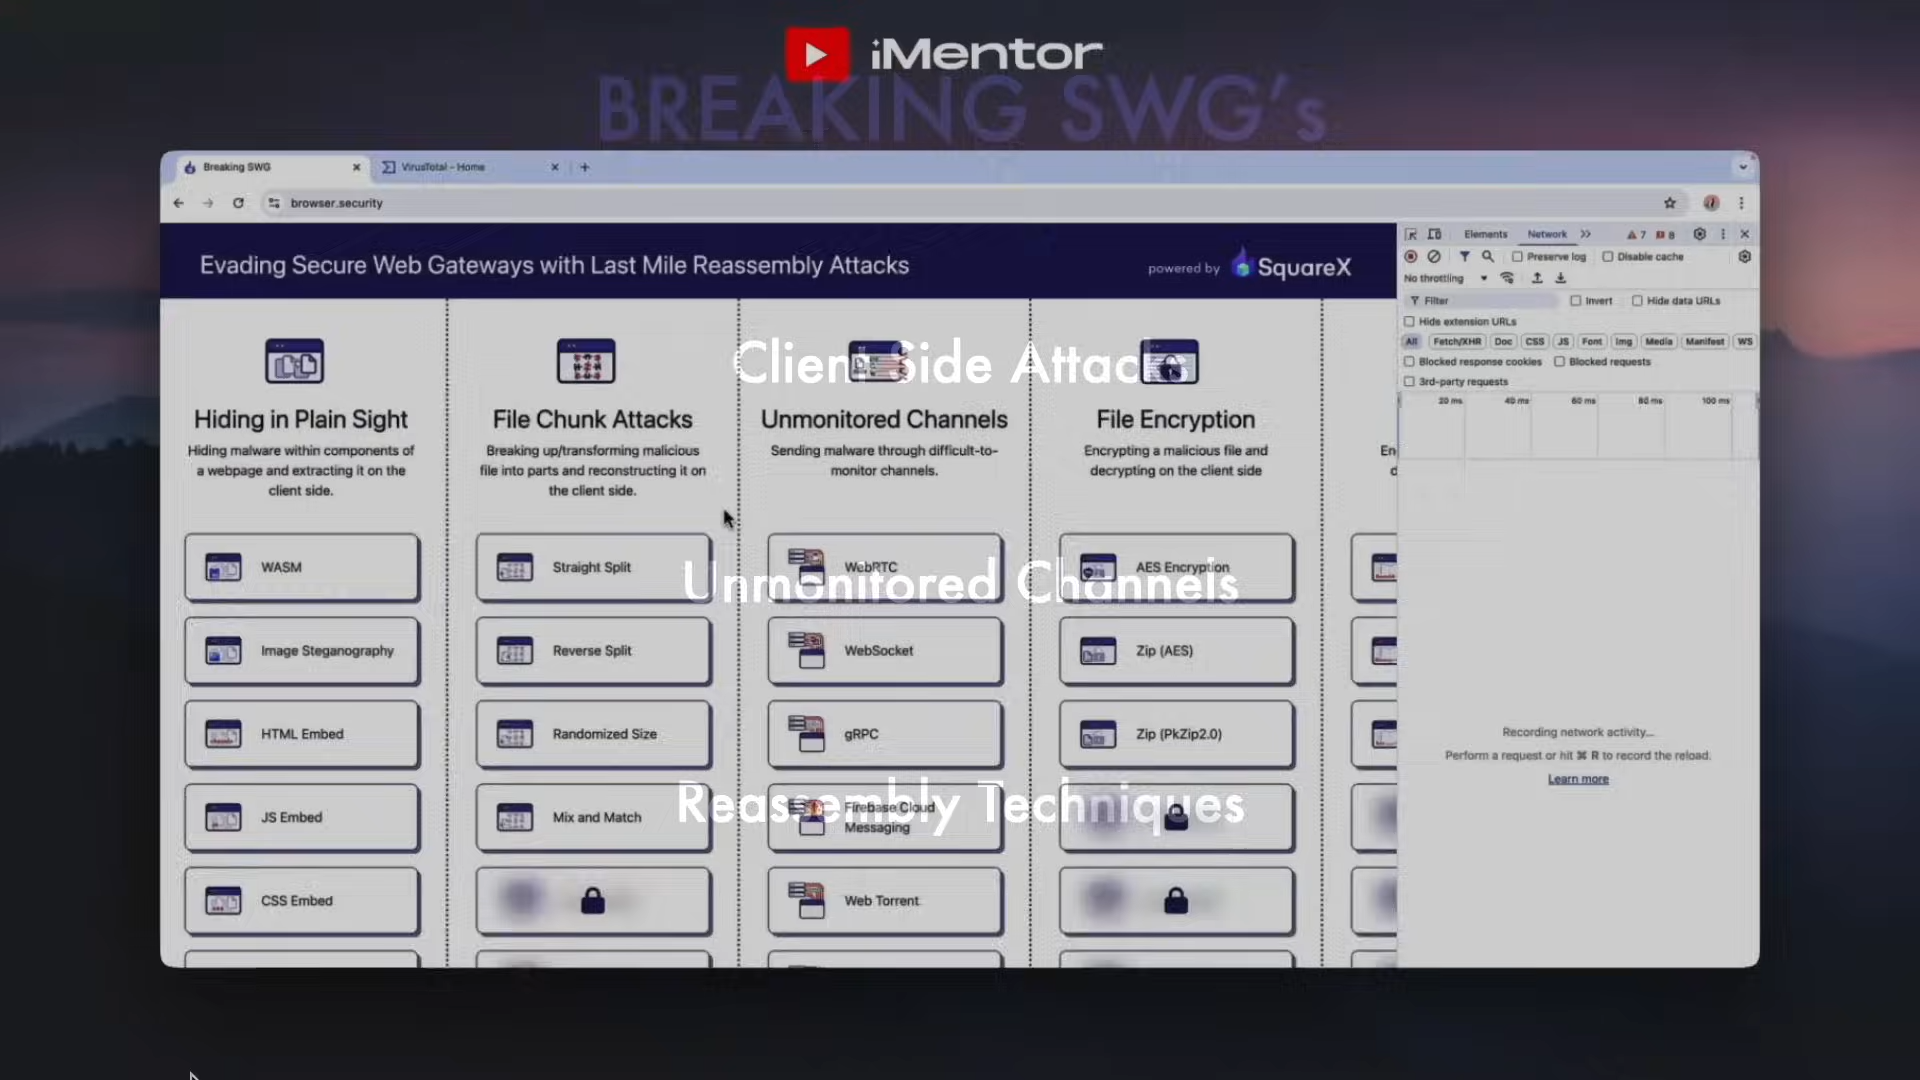 iMentor
BREAKING SWG's
Breaking SWG
VirusTotal - Home
browser.security
Evading Secure Web Gateways with Last Mile Reassembly Attacks
powered by SquareX
Client Side Attacks
Hiding in Plain Sight
Hiding malware within components of
a webpage and extracting it on the
client side.
WASM
Image Steganography
HTML Embed
JS Embed
CSS Embed
File Chunk Attacks
Breaking up/transforming malicious
file into parts and reconstructing it on
the client side.
Straight Split
Reverse Split
Randomized Size
Mix and Match
Unmonitored Channels
Sending malware through difficult-to-
monitor channels.
Unmonitored Channels
WebRTC
WebSocket
gRPC
Reassembly Techniques
Firebase Cloud
Messaging
Web Torrent
File Encryption
Encrypting a malicious file and
decrypting on the client side
AES Encryption
Zip (AES)
Zip (PkZip2.0)
En
d
Elements Network 7 8
Preserve log Disable cache
No throttling
Filter Invert Hide data URLs
Hide extension URLs
All Fetch/XHR Doc CSS JS Font Img Media Manifest WS
Blocked response cookies Blocked requests
3rd-party requests
20 ms 40 ms 60 ms 80 ms 100 ms
Recording network activity...
Perform a request or hit ⌘ R to record the reload.
Learn more